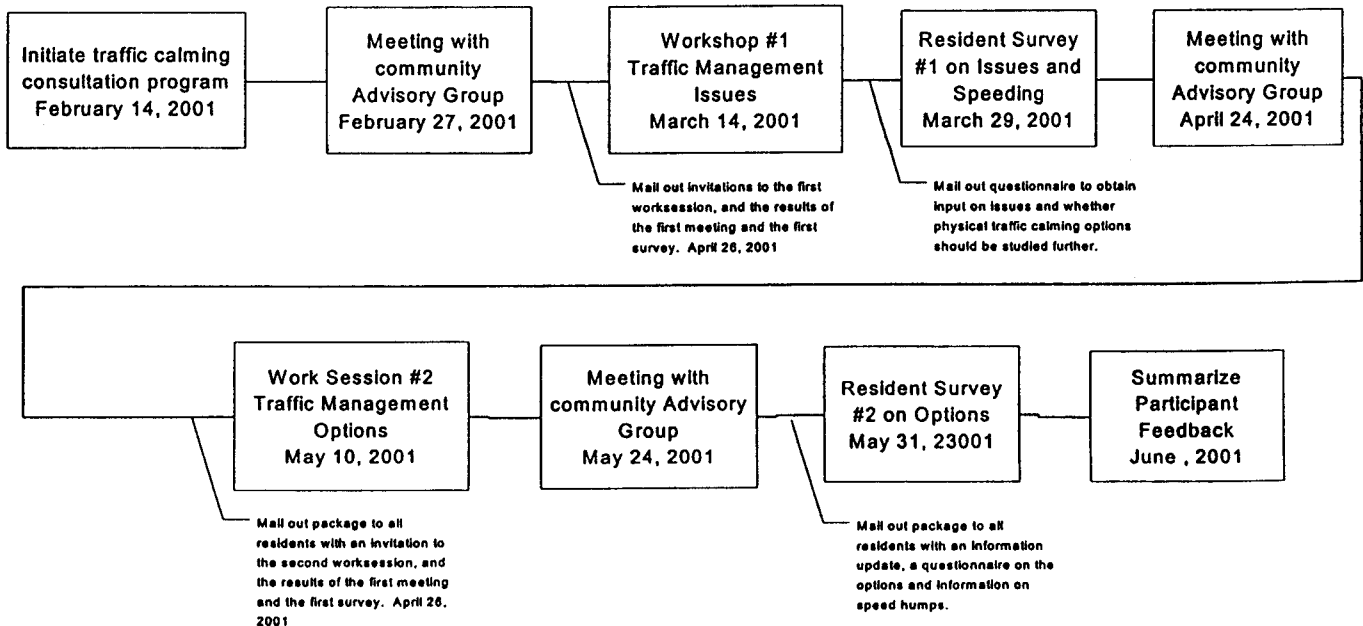 Initiate traffic calming
consultation program
February 14, 2001
Meeting with
community
Advisory Group
February 27, 2001
Workshop #1
Traffic Management
Issues
March 14, 2001
Resident Survey
#1 on Issues and
Speeding
March 29, 2001
Meeting with
community
Advisory Group
April 24, 2001
Mail out invitations to the first
worksession, and the results of
the first meeting and the first
survey. April 26, 2001
Mail out questionnaire to obtain
input on issues and whether
physical traffic calming options
should be studied further.
Work Session #2
Traffic Management
Options
May 10, 2001
Meeting with
community Advisory
Group
May 24, 2001
Resident Survey
#2 on Options
May 31, 23001
Summarize
Participant
Feedback
June , 2001
Mail out package to all
residents with an invitation to
the second worksession, and
the results of the first meeting
and the first survey. April 26,
2001
Mail out package to all
residents with an information
update, a questionnaire on the
options and information on
speed humps.